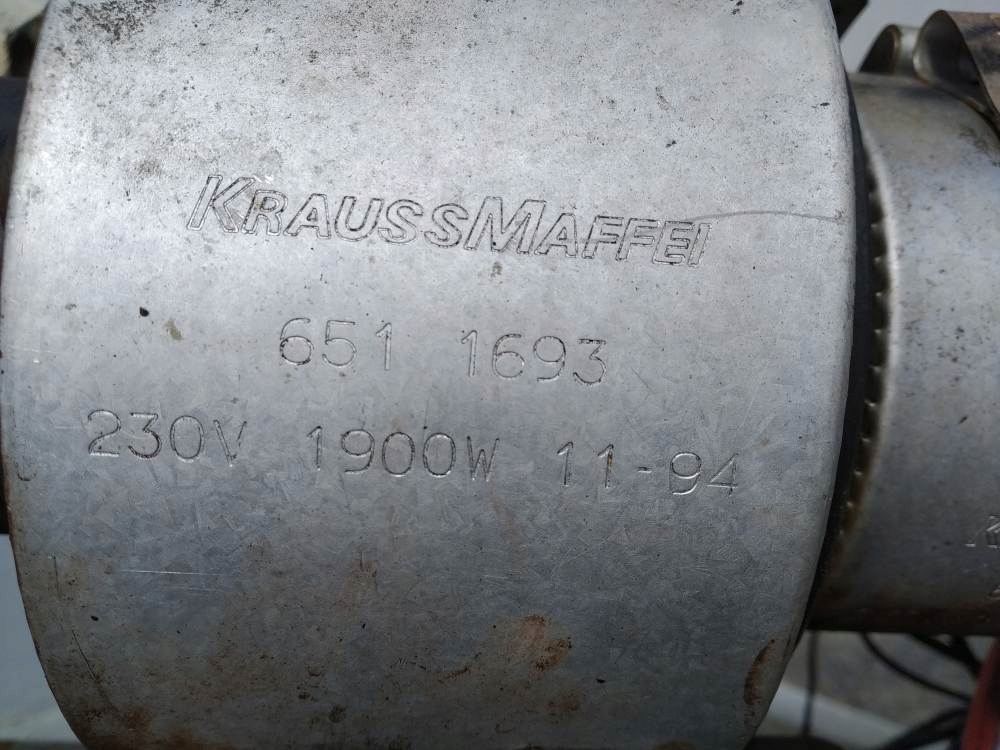 KRAUSSMAFFEI
651 1693
230V 1900W 11-94